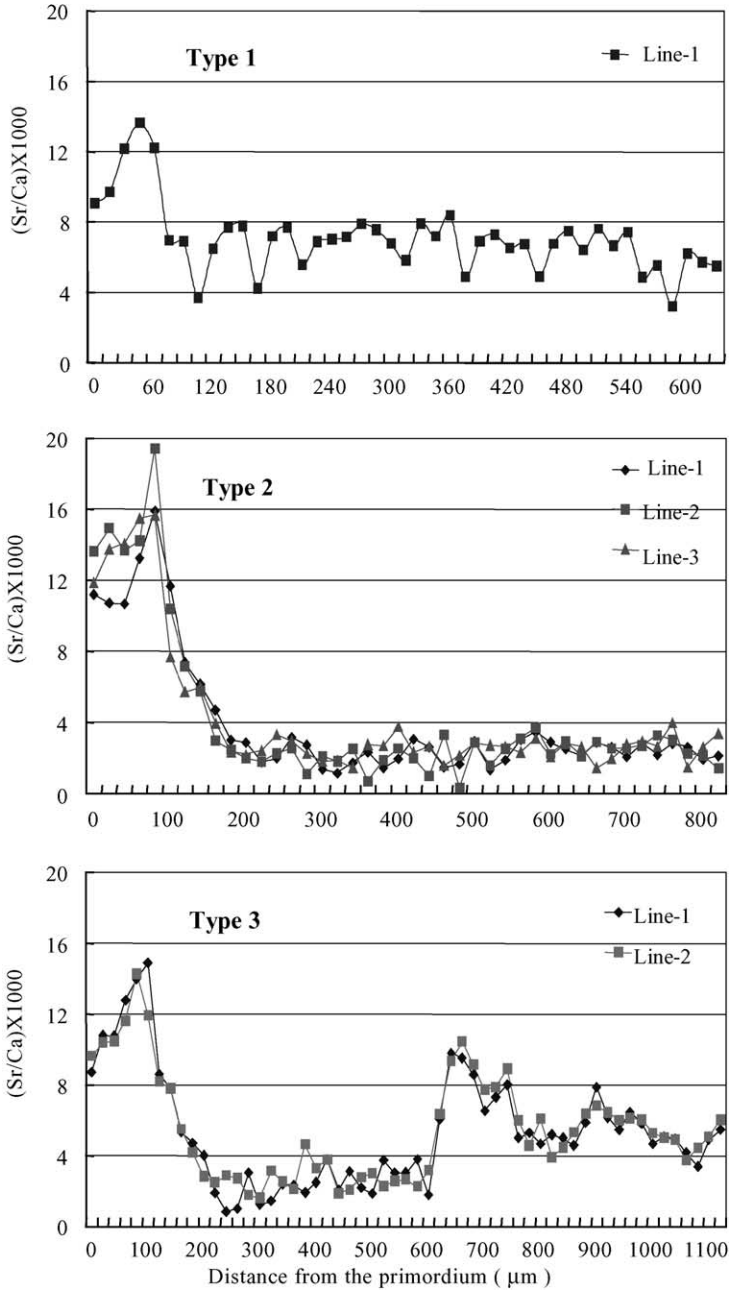 20
Type 1
Line-1
16
12
8
4
0
(Sr/Ca)X1000
0 60 120 180 240 300 360 420 480 540 600
20
Type 2
Line-1
16
Line-2
Line-3
12
8
4
0
(Sr/Ca)X1000
0 100 200 300 400 500 600 700 800
20
Type 3
Line-1
16
Line-2
12
8
4
0
(Sr/Ca)X1000
0 100 200 300 400 500 600 700 800 900 1000 1100
Distance from the primordium ( μm)